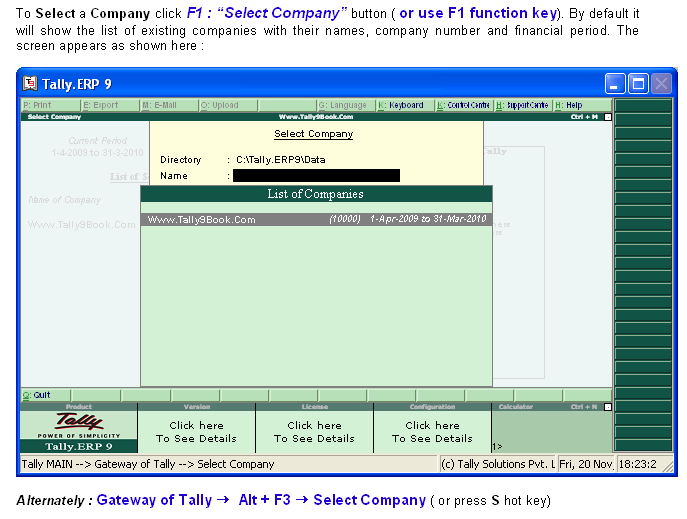 To Select a Company click F1 : “Select Company” button ( or use F1 function key). By default it
will show the list of existing companies with their names, company number and financial period. The
screen appears as shown here :
Tally.ERP 9
P: Print E: Export M: E-Mail O: Upload G: Language K: Keyboard K: Control Centre H: Support Centre H: Help
Select Company Www.Tally9Book.Com Ctrl + M
Select Company
Current Period
1-4-2009 to 31-3-2010
Directory : C:\Tally.ERP9\Data
Name :
List of S
List of Companies
Name of Company
Www.Tally9Book.Com
Www.Tally9Book.Com (10000) 1-Apr-2009 to 31-Mar-2010
Q: Quit
Product Version License Configuration Calculator Ctrl + N
Tally
POWER OF SIMPLICITY
Tally.ERP 9
Click here Click here Click here
To See Details To See Details To See Details
1>
Tally MAIN --> Gateway of Tally --> Select Company (c) Tally Solutions Pvt. L Fri, 20 Nov, 18:23:2
Alternately : Gateway of Tally → Alt + F3 → Select Company ( or press S hot key)